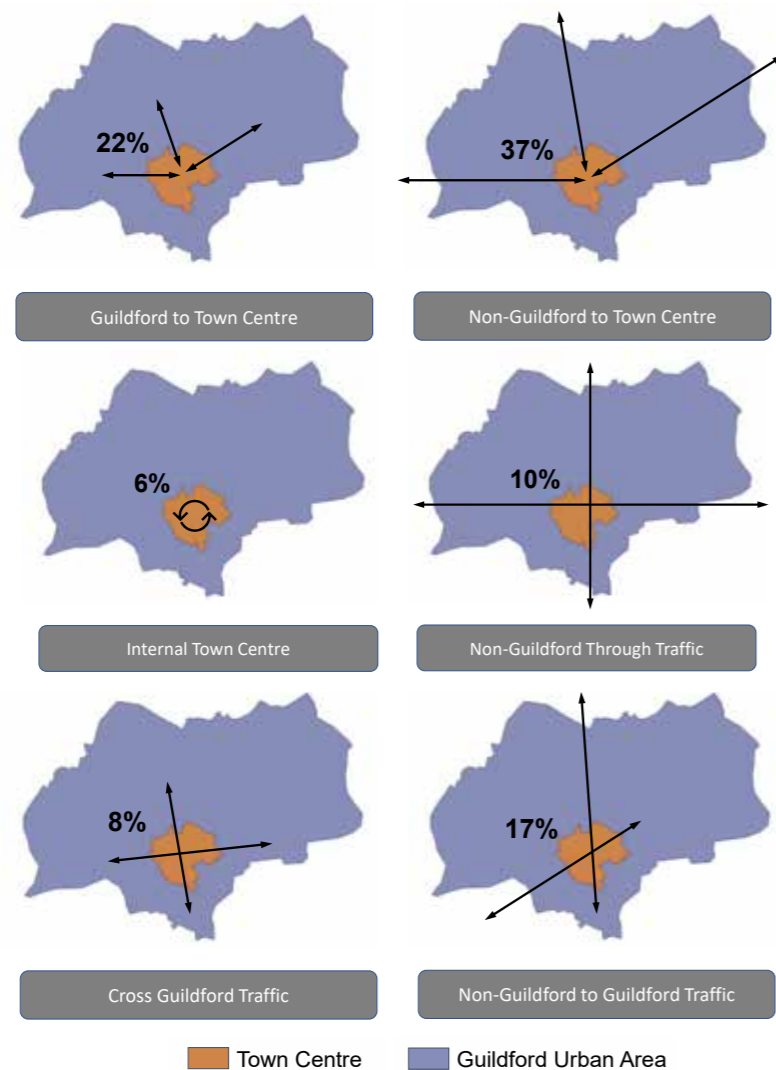 22%
37%
Guildford to Town Centre
Non-Guildford to Town Centre
6%
10%
Internal Town Centre
Non-Guildford Through Traffic
8%
17%
Cross Guildford Traffic
Non-Guildford to Guildford Traffic
Town Centre
Guildford Urban Area